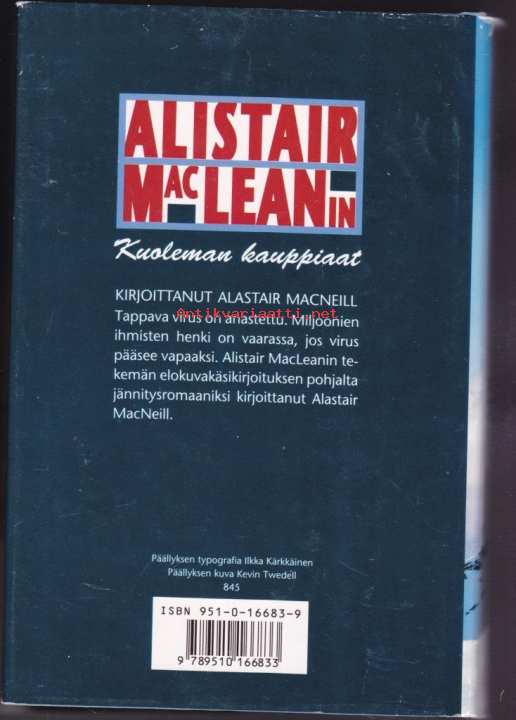 ALISTAIR
MACLEANIN
Kuoleman kauppiaat
KIRJOITTANUT ALASTAIR MACNEILL
Antikvariaatti.net
Tappava virus on anastettu. Miljoonien
ihmisten henki on vaarassa, jos virus
pääsee vapaaksi. Alistair MacLeanin te-
kemän elokuvakäsikirjoituksen pohjalta
jännitysromaaniksi kirjoittanut Alastair
MacNeill.
Päällyksen typografia Ilkka Kärkkäinen
Päällyksen kuva Kevin Twedell
845
ISBN 951-0-16683-9
9 789510 166833